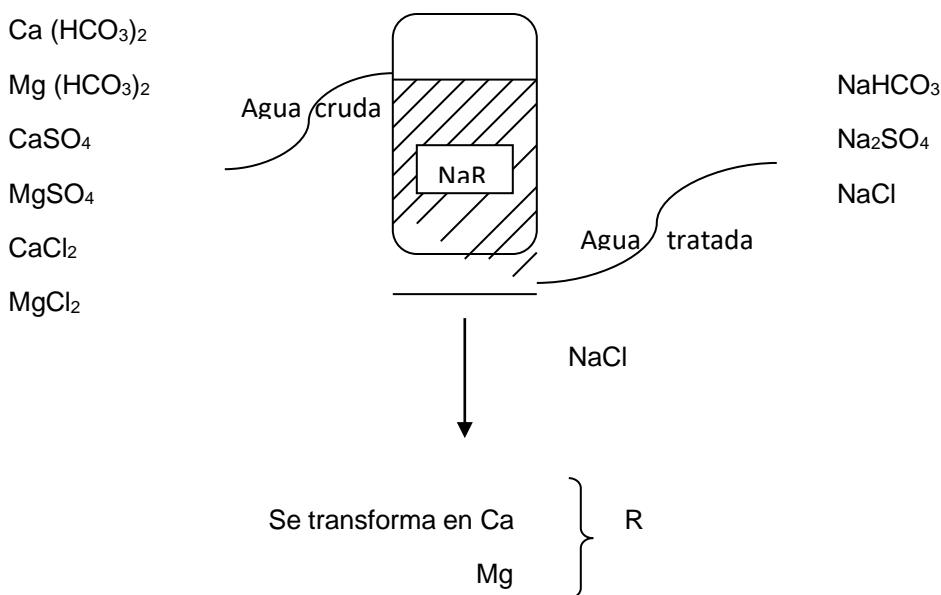 Ca (HCO₃)₂
Mg (HCO₃)₂
CaSO₄
MgSO₄
CaCl₂
MgCl₂
Agua cruda
NaR
Agua tratada
NaHCO₃
Na₂SO₄
NaCl
NaCl
Se transforma en Ca
Mg
R